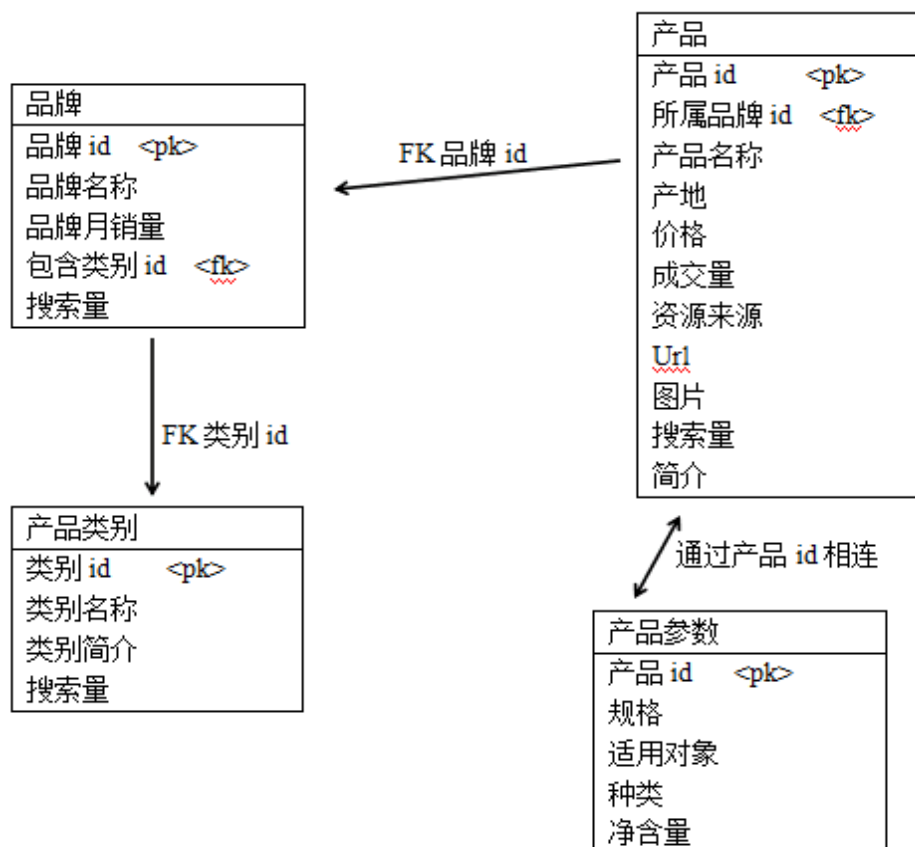 品牌
品牌 id <pk>
品牌名称
品牌月销量
包含类别 id <fk>
搜索量
FK 品牌 id
产品
产品 id <pk>
所属品牌 id <fk>
产品名称
产地
价格
成交量
资源来源
Url
图片
搜索量
简介
FK 类别 id
产品类别
类别 id <pk>
类别名称
类别简介
搜索量
通过产品 id 相连
产品参数
产品 id <pk>
规格
适用对象
种类
净含量